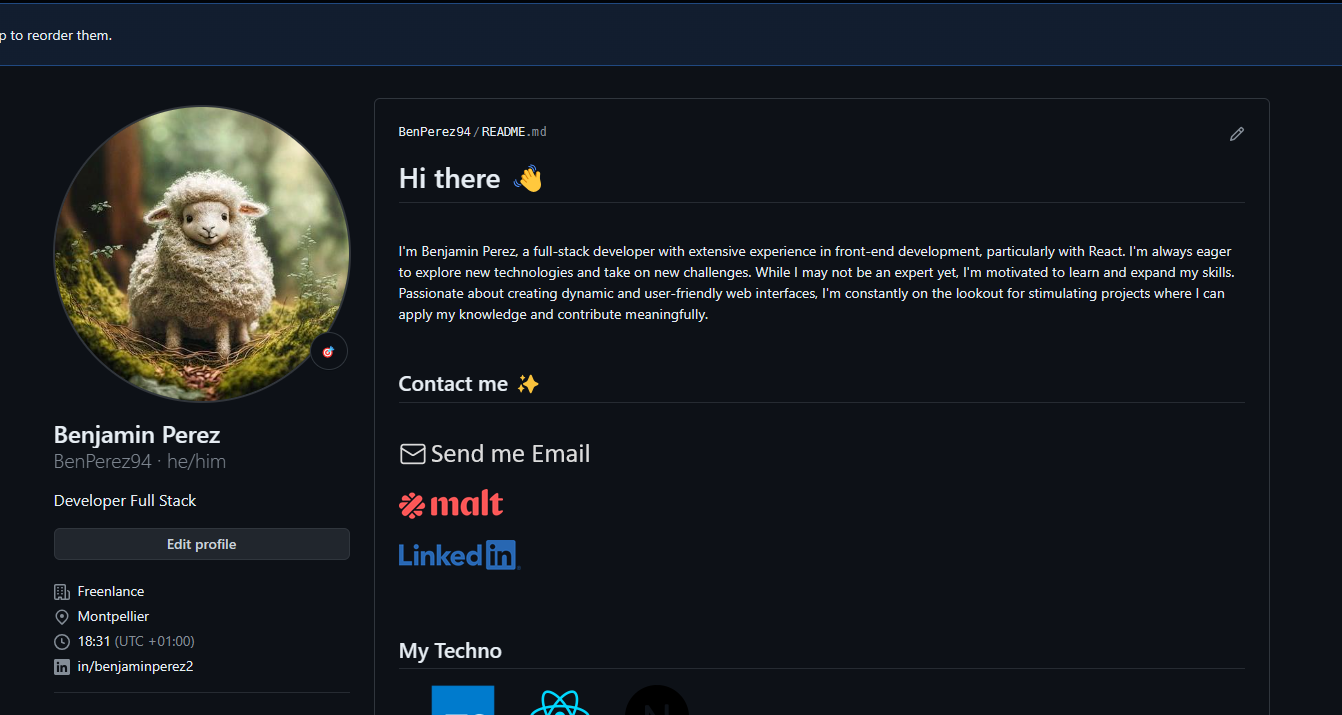 p to reorder them.
BenPerez94/README.md
Hi there 👋
I'm Benjamin Perez, a full-stack developer with extensive experience in front-end development, particularly with React. I'm always eager
to explore new technologies and take on new challenges. While I may not be an expert yet, I'm motivated to learn and expand my skills.
Passionate about creating dynamic and user-friendly web interfaces, I'm constantly on the lookout for stimulating projects where I can
apply my knowledge and contribute meaningfully.
Contact me ✨
Send me Email
malt
LinkedIn
My Techno
Benjamin Perez
BenPerez94 · he/him
Developer Full Stack
Edit profile
Freenlance
Montpellier
18:31 (UTC +01:00)
in/benjaminperez2